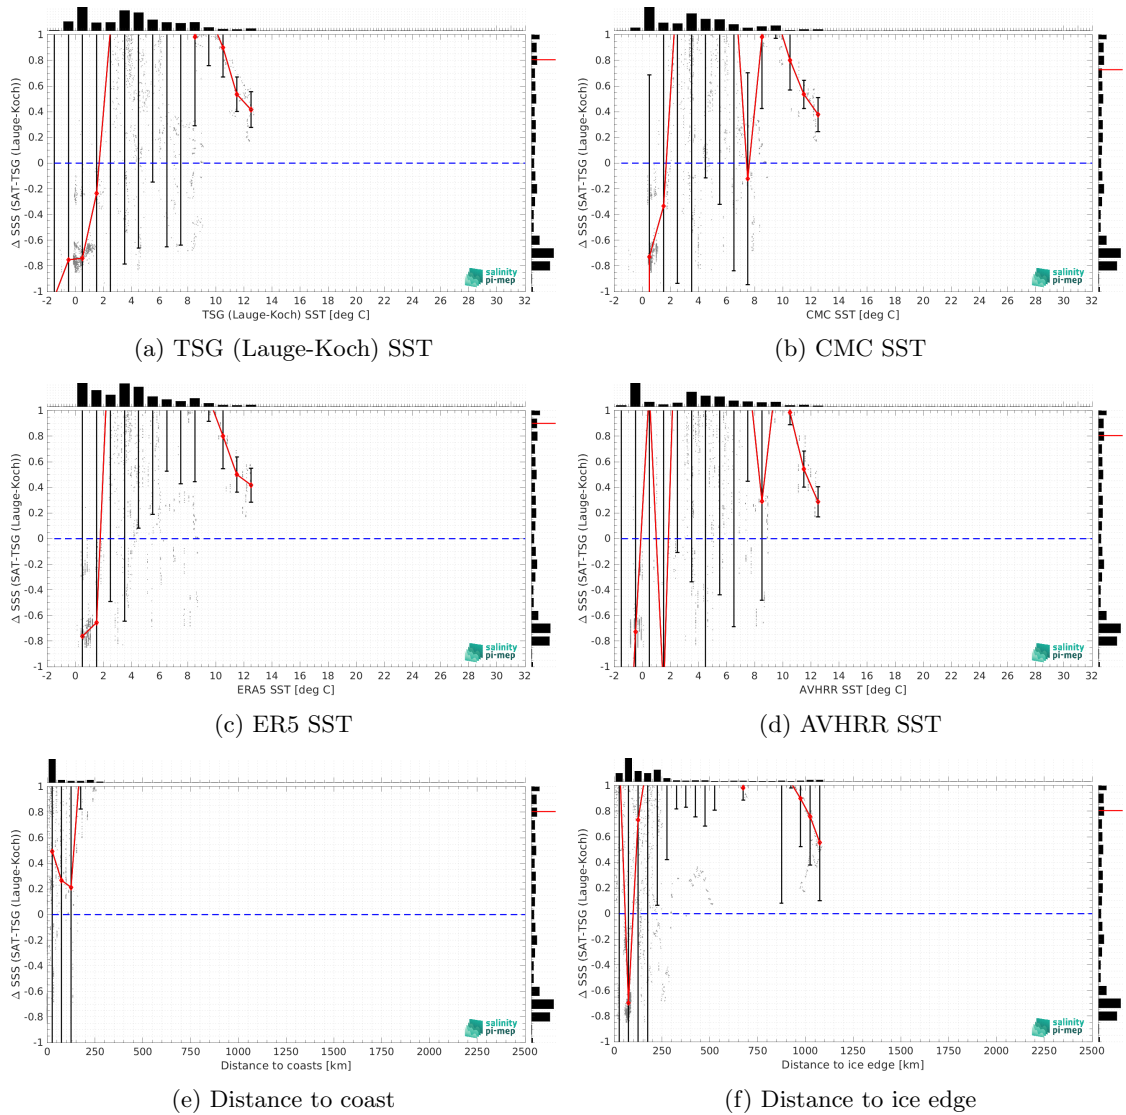 1
0.8
0.6
0.4
0.2
0
-0.2
-0.4
-0.6
-0.8
-1
Δ SSS (SAT-TSG (Lauge-Koch))
salinity
pi-mep
-2 0 2 4 6 8 10 12 14 16 18 20 22 24 26 28 30 32
TSG (Lauge-Koch) SST [deg C]
(a) TSG (Lauge-Koch) SST
1
0.8
0.6
0.4
0.2
0
-0.2
-0.4
-0.6
-0.8
-1
Δ SSS (SAT-TSG (Lauge-Koch))
salinity
pi-mep
-2 0 2 4 6 8 10 12 14 16 18 20 22 24 26 28 30 32
CMC SST [deg C]
(b) CMC SST
1
0.8
0.6
0.4
0.2
0
-0.2
-0.4
-0.6
-0.8
-1
Δ SSS (SAT-TSG (Lauge-Koch))
salinity
pi-mep
-2 0 2 4 6 8 10 12 14 16 18 20 22 24 26 28 30 32
ERA5 SST [deg C]
(c) ER5 SST
1
0.8
0.6
0.4
0.2
0
-0.2
-0.4
-0.6
-0.8
-1
Δ SSS (SAT-TSG (Lauge-Koch))
salinity
pi-mep
-2 0 2 4 6 8 10 12 14 16 18 20 22 24 26 28 30 32
AVHRR SST [deg C]
(d) AVHRR SST
1
0.8
0.6
0.4
0.2
0
-0.2
-0.4
-0.6
-0.8
-1
Δ SSS (SAT-TSG (Lauge-Koch))
salinity
pi-mep
0 250 500 750 1000 1250 1500 1750 2000 2250 2500
Distance to coasts [km]
(e) Distance to coast
1
0.8
0.6
0.4
0.2
0
-0.2
-0.4
-0.6
-0.8
-1
Δ SSS (SAT-TSG (Lauge-Koch))
salinity
pi-mep
0 250 500 750 1000 1250 1500 1750 2000 2250 2500
Distance to ice edge [km]
(f) Distance to ice edge